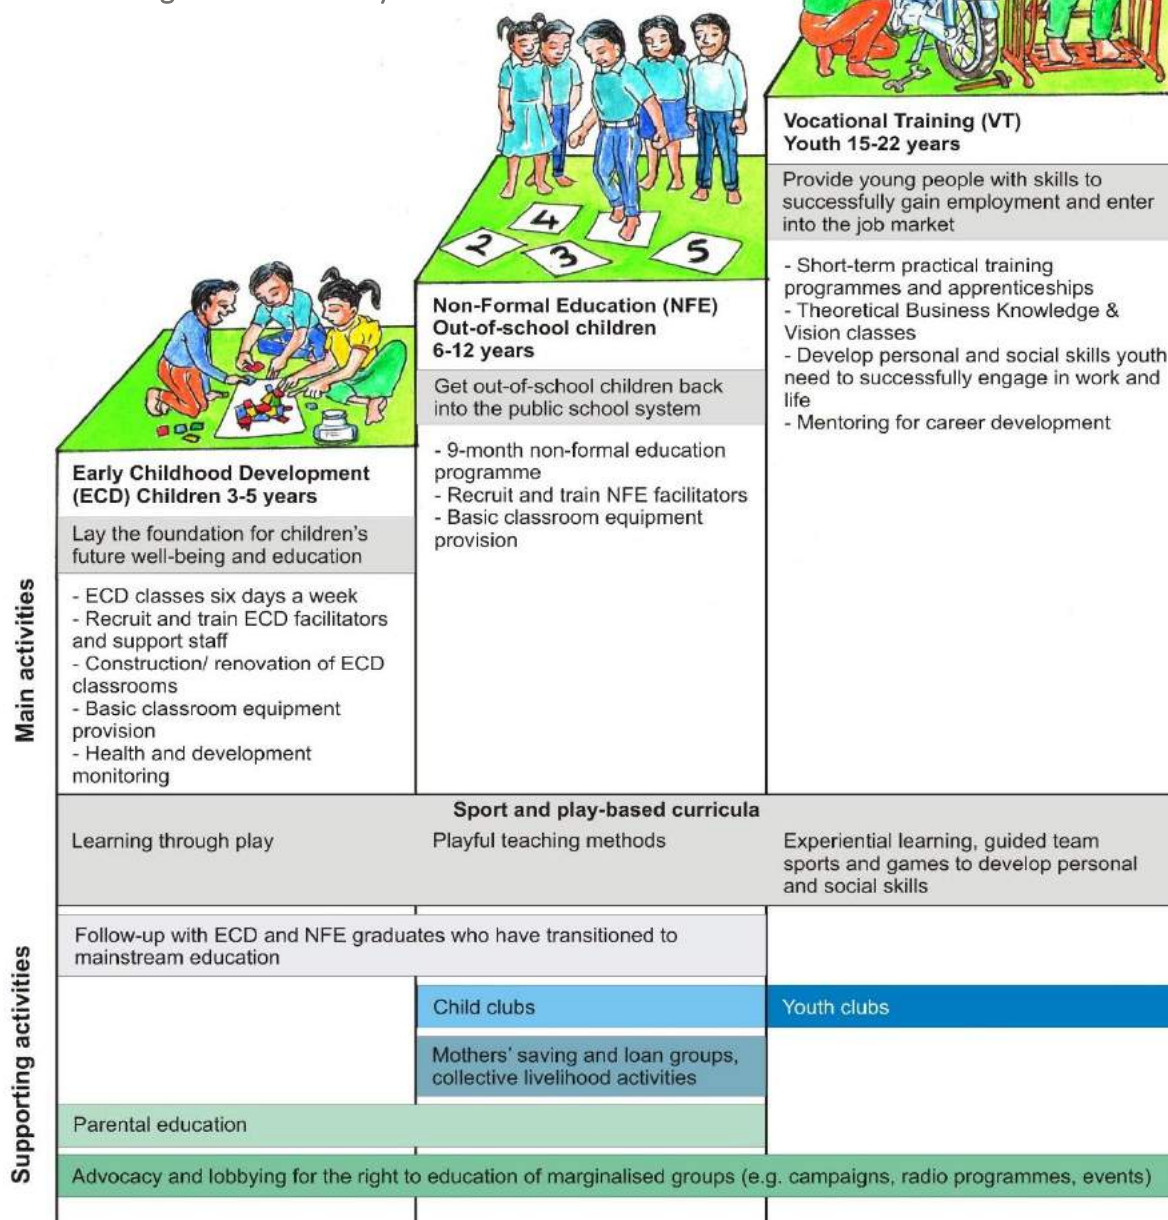 Vocational Training (VT)
Youth 15-22 years
Provide young people with skills to
successfully gain employment and enter
into the job market
- Short-term practical training
programmes and apprenticeships
- Theoretical Business Knowledge &
Vision classes
- Develop personal and social skills youth
need to successfully engage in work and
life
- Mentoring for career development
2
4
3
5
Non-Formal Education (NFE)
Out-of-school children
6-12 years
Get out-of-school children back
into the public school system
- 9-month non-formal education
programme
- Recruit and train NFE facilitators
- Basic classroom equipment
provision
Early Childhood Development
(ECD) Children 3-5 years
Lay the foundation for children's
future well-being and education
- ECD classes six days a week
- Recruit and train ECD facilitators
and support staff
- Construction/ renovation of ECD
classrooms
- Basic classroom equipment
provision
- Health and development
monitoring
Main activities
Sport and play-based curricula
Learning through play
Playful teaching methods
Experiential learning, guided team
sports and games to develop personal
and social skills
Supporting activities
Follow-up with ECD and NFE graduates who have transitioned to
mainstream education
Child clubs
Youth clubs
Mothers' saving and loan groups,
collective livelihood activities
Parental education
Advocacy and lobbying for the right to education of marginalised groups (e.g. campaigns, radio programmes, events)